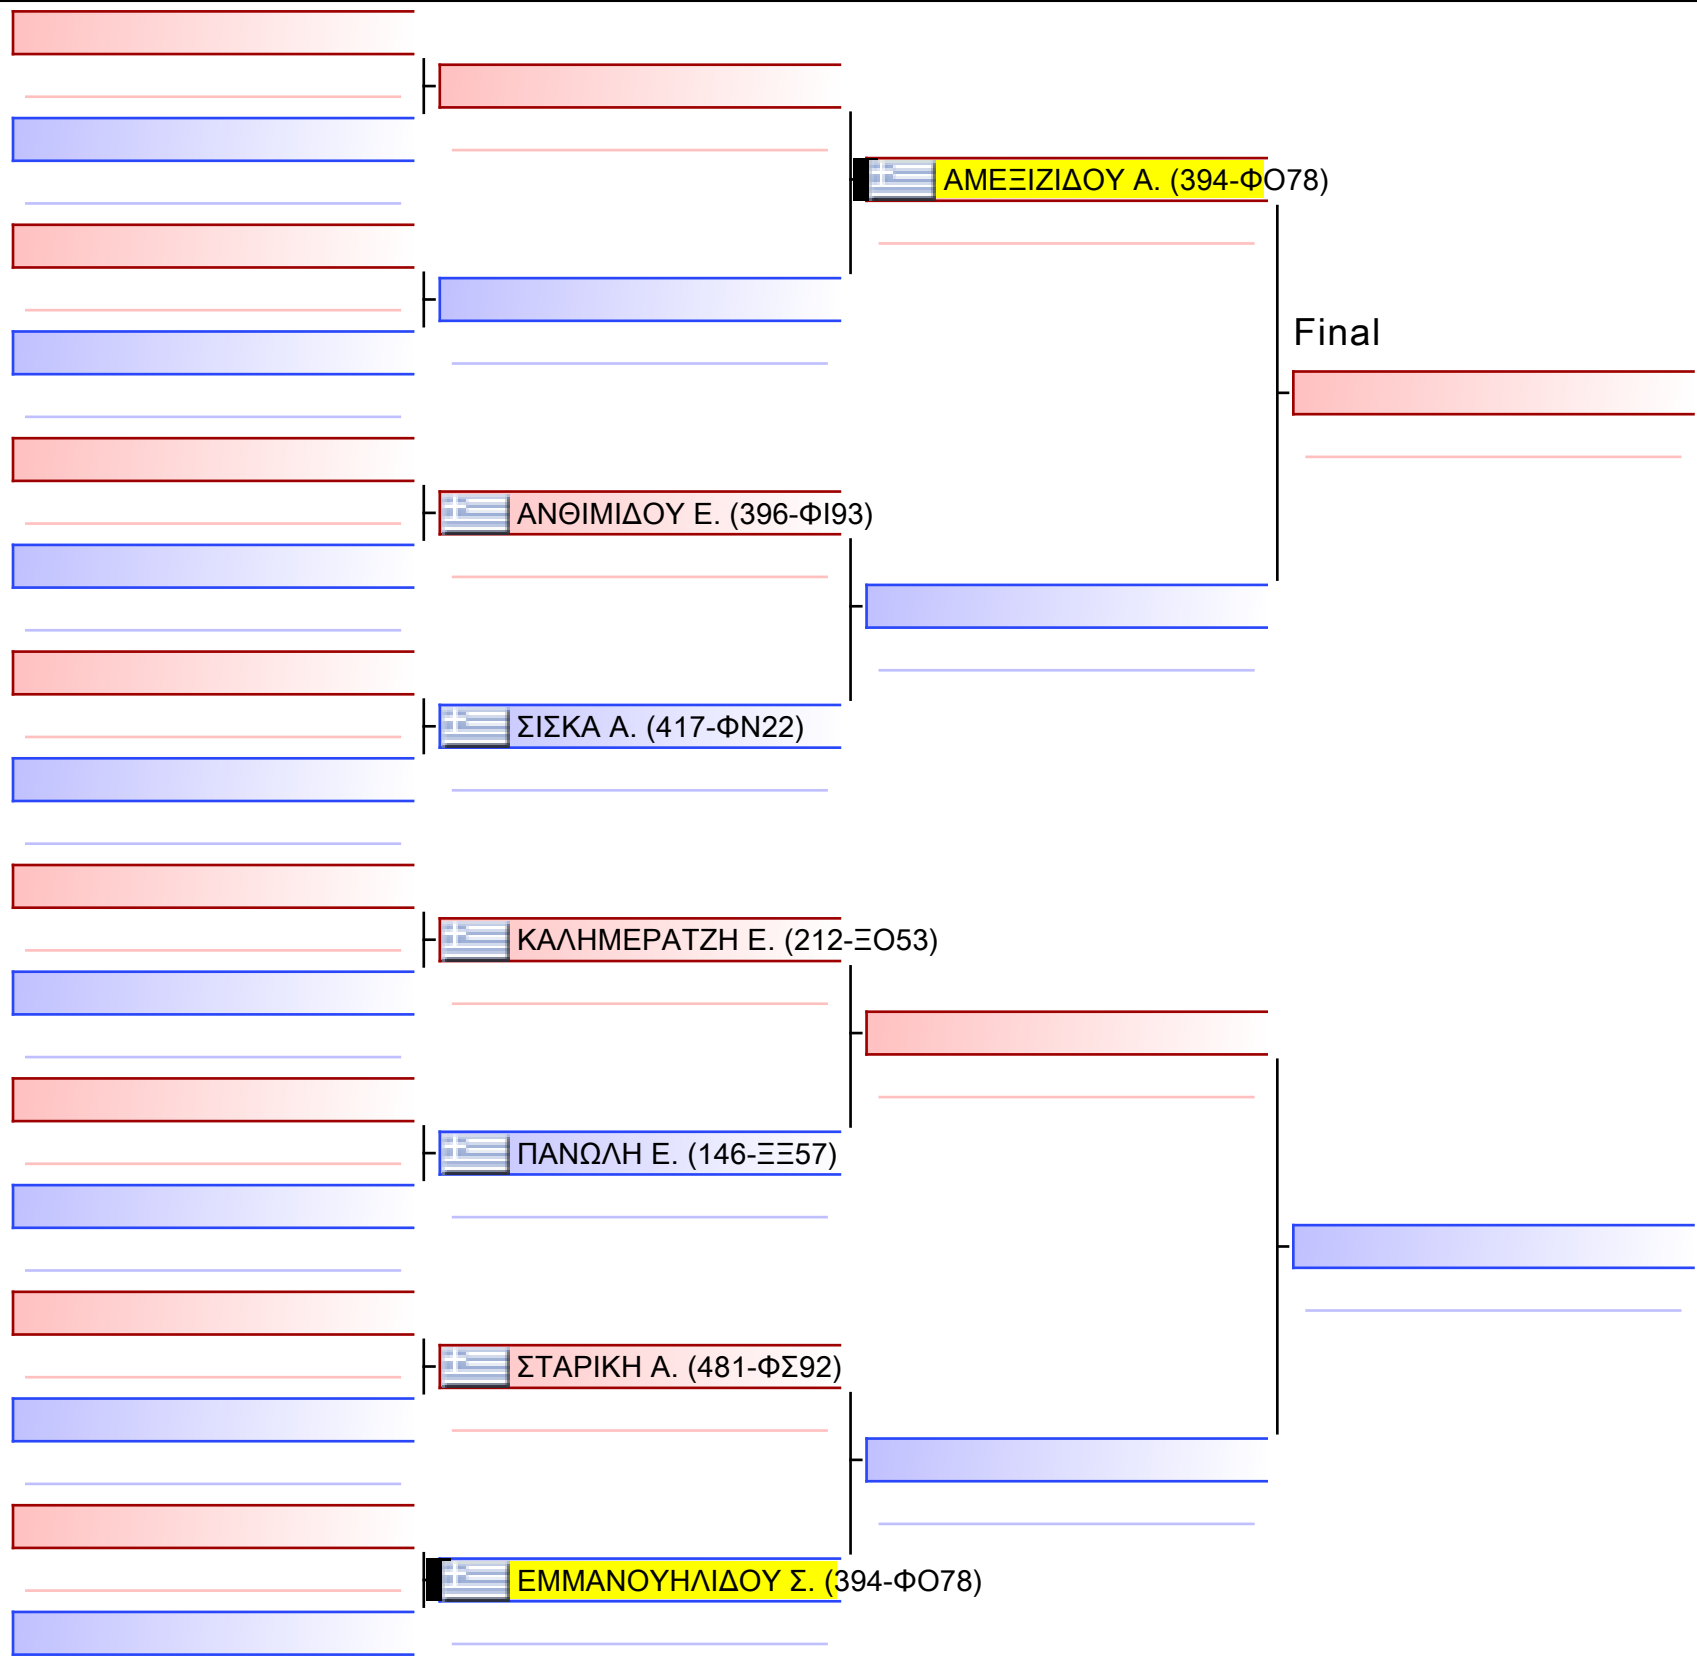 ΑΜΕΞΙΖΙΔΟΥ Α. (394-ΦΟ78)
Final
ΑΝΘΙΜΙΔΟΥ Ε. (396-ΦΙ93)
ΣΙΣΚΑ Α. (417-ΦΝ22)
ΚΑΛΗΜΕΡΑΤΖΗ Ε. (212-ΞΟ53)
ΠΑΝΩΛΗ Ε. (146-ΞΞ57)
ΣΤΑΡΙΚΗ Α. (481-ΦΣ92)
ΕΜΜΑΝΟΥΗΛΙΔΟΥ Σ. (394-ΦΟ78)